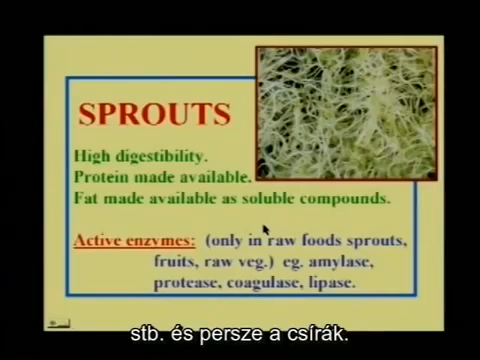 SPROUTS
High digestibility.
Protein made available.
Fat made available as soluble compounds.
Active enzymes: (only in raw foods sprouts,
fruits, raw veg.) eg. amylase,
protease, coagulase, lipase.
stb. és persze a csírák.